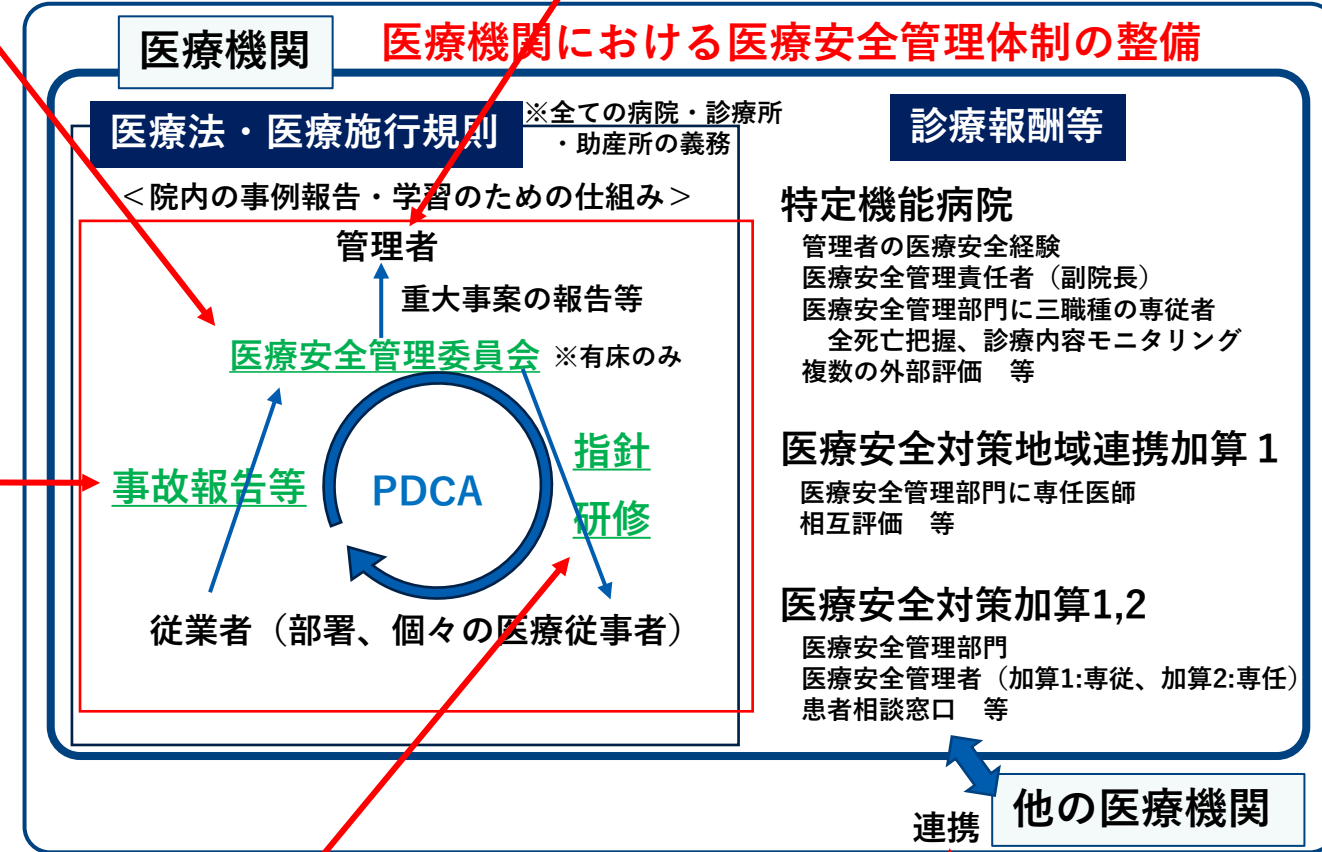 医療機関
医療機関における医療安全管理体制の整備
医療法・医療施行規則
※全ての病院・診療所
・助産所の義務
＜院内の事例報告・学習のための仕組み＞
管理者
重大事案の報告等
医療安全管理委員会 ※有床のみ
指針
事故報告等
PDCA
研修
従業者（部署、個々の医療従事者）
診療報酬等
特定機能病院
管理者の医療安全経験
医療安全管理責任者（副院長）
医療安全管理部門に三職種の専従者
全死亡把握、診療内容モニタリング
複数の外部評価　等
医療安全対策地域連携加算１
医療安全管理部門に専任医師
相互評価　等
医療安全対策加算1,2
医療安全管理部門
医療安全管理者（加算1:専従、加算2:専任）
患者相談窓口　等
連携
他の医療機関